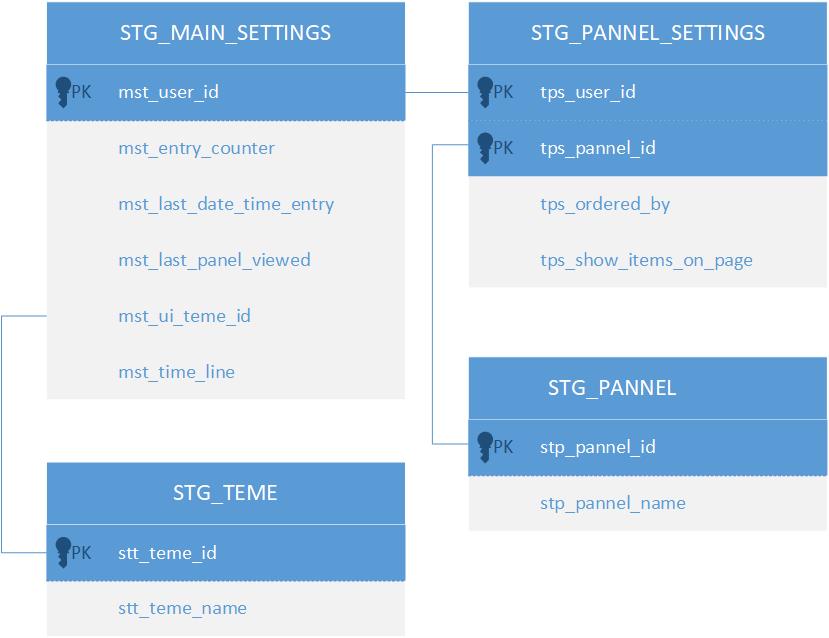 STG_MAIN_SETTINGS
PK mst_user_id
mst_entry_counter
mst_last_date_time_entry
mst_last_panel_viewed
mst_ui_teme_id
mst_time_line
STG_PANNEL_SETTINGS
PK tps_user_id
PK tps_pannel_id
tps_ordered_by
tps_show_items_on_page
STG_TEME
PK stt_teme_id
stt_teme_name
STG_PANNEL
PK stp_pannel_id
stp_pannel_name